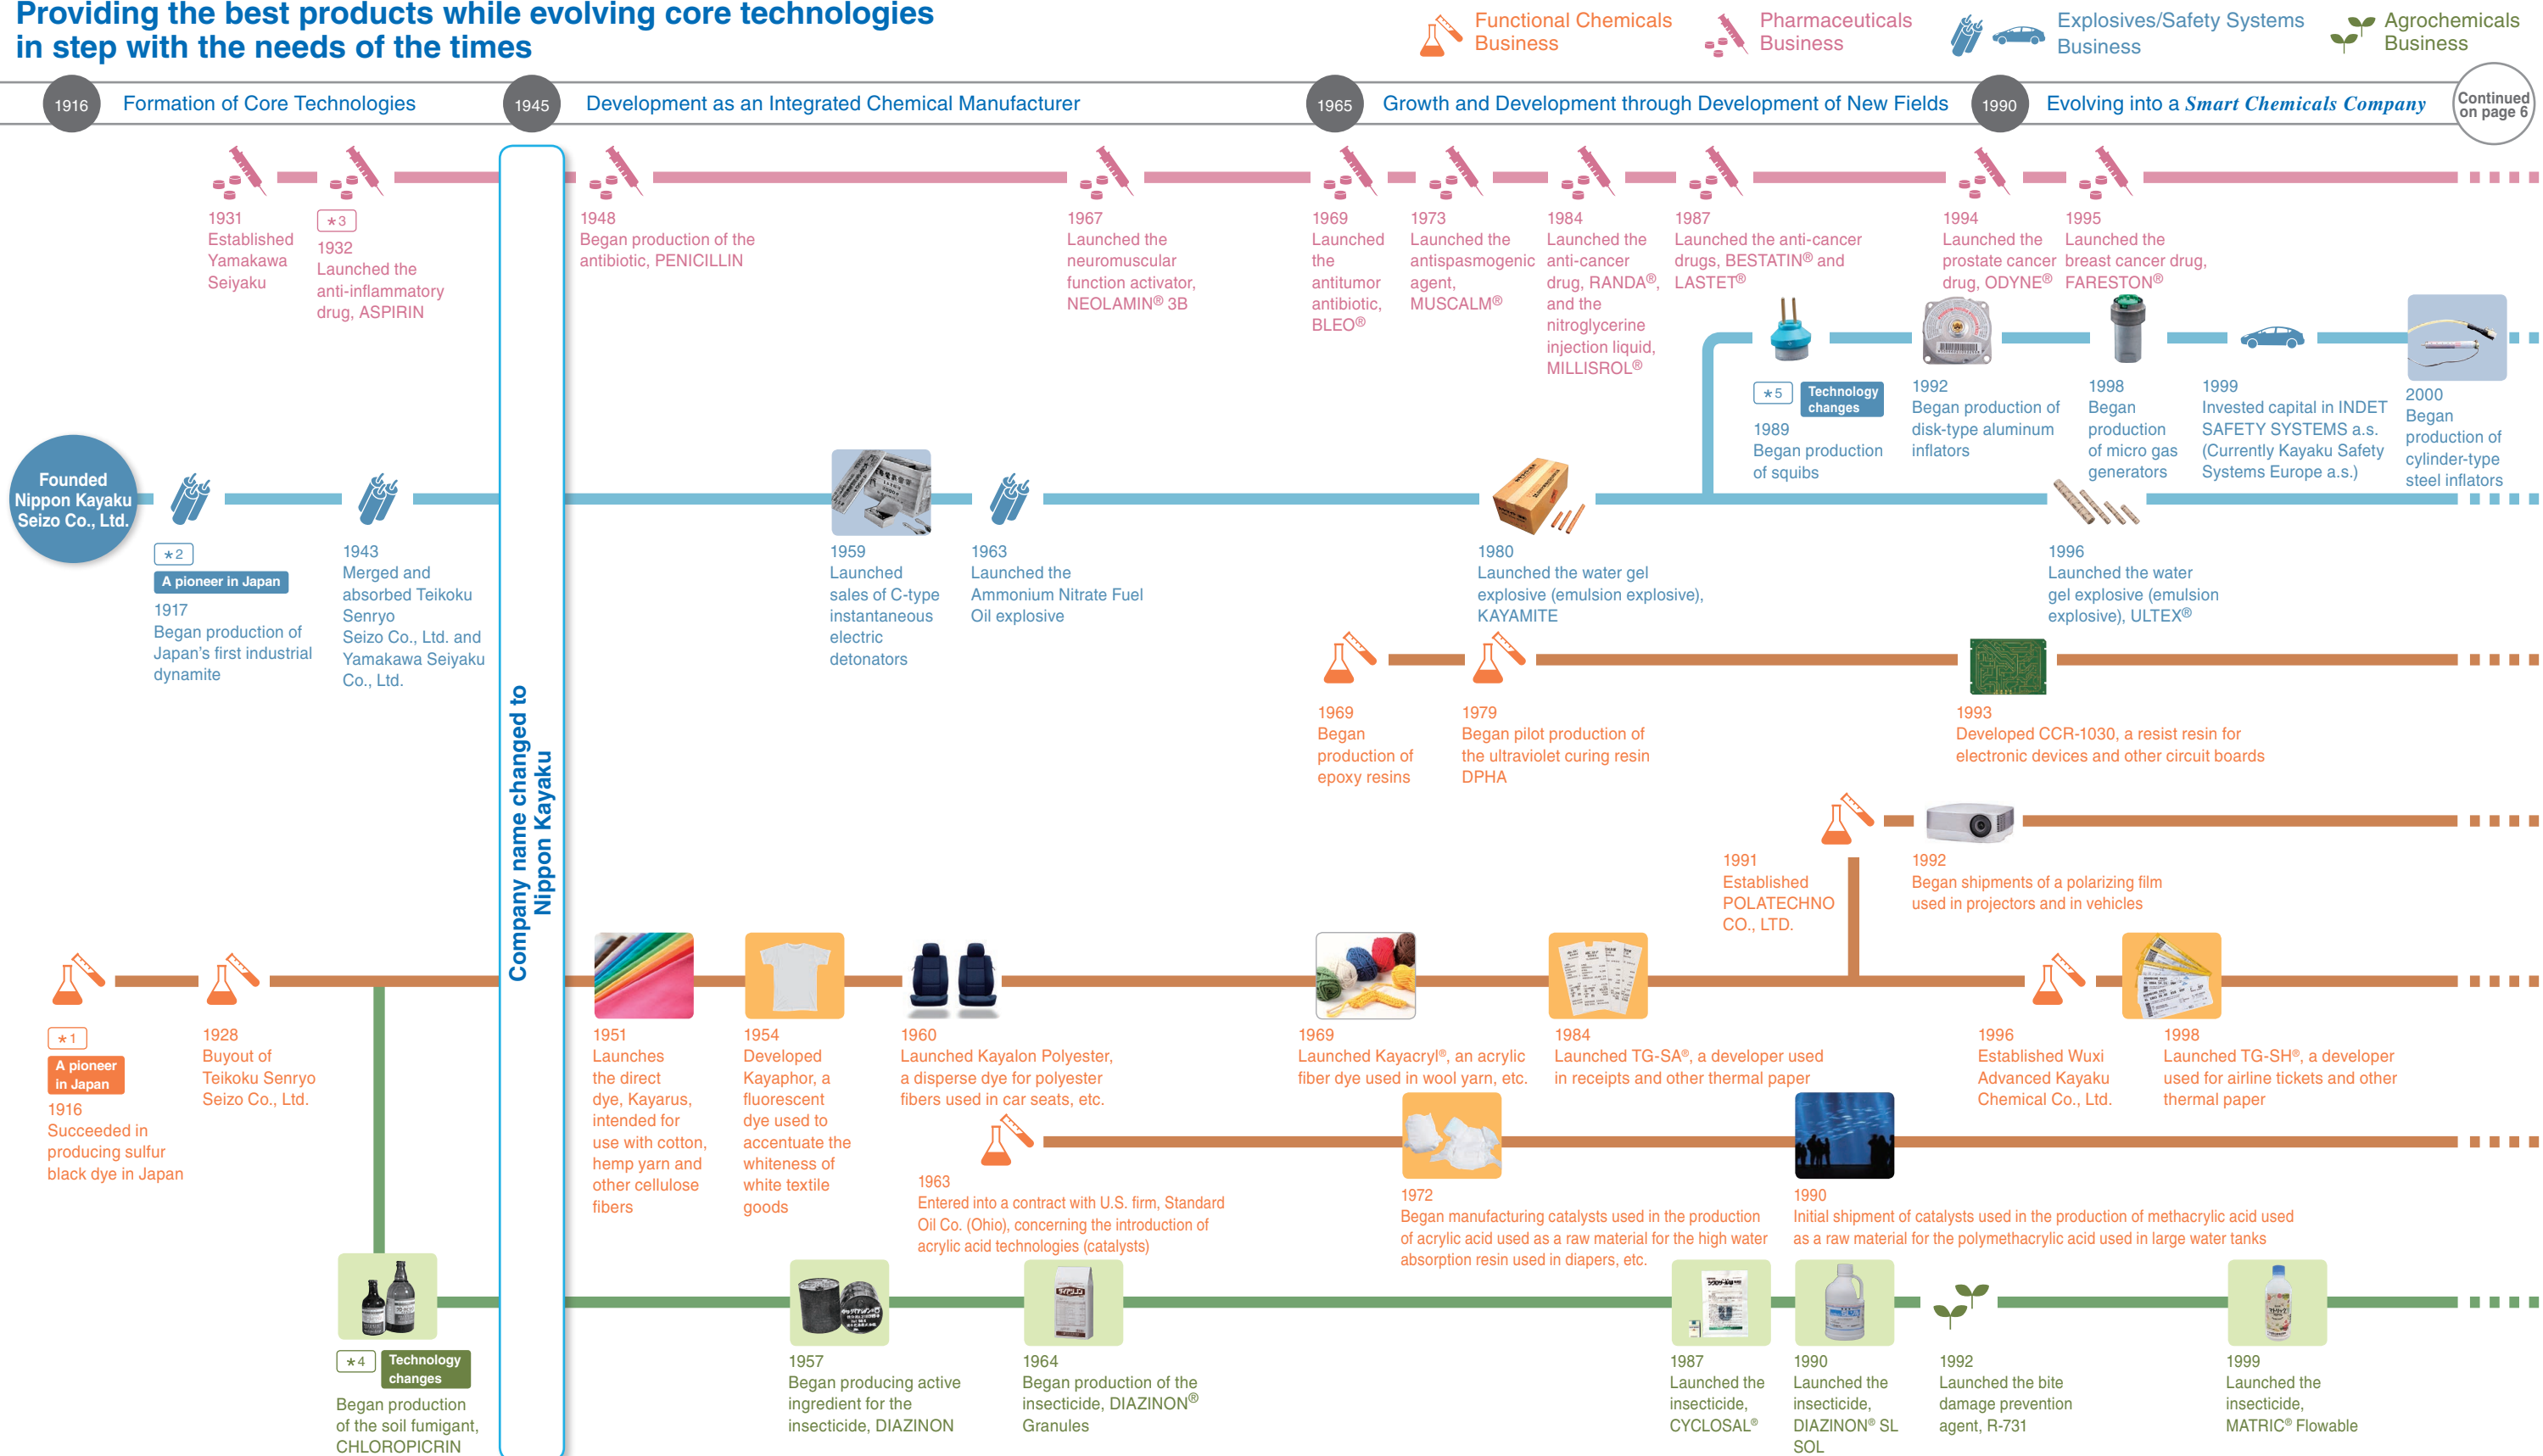 Providing the best products while evolving core technologies
in step with the needs of the times
Functional Chemicals
Business
Pharmaceuticals
Business
Explosives/Safety Systems
Business
Agrochemicals
Business
1916
Formation of Core Technologies
1945
Development as an Integrated Chemical Manufacturer
1965
Growth and Development through Development of New Fields
1990
Evolving into a Smart Chemicals Company
Continued
on page 6
1931
Established
Yamakawa
Seiyaku
*3
1932
Launched the
anti-inflammatory
drug, ASPIRIN
1948
Began production of the
antibiotic, PENICILLIN
1967
Launched the
neuromuscular
function activator,
NEOLAMIN® 3B
1969
Launched
the
antitumor
antibiotic,
BLEO®
1973
Launched the
antispasmogenic
agent,
MUSCALM®
1984
Launched the
anti-cancer
drug, RANDA®,
and the
nitroglycerine
injection liquid,
MILLISROL®
1987
Launched the anti-cancer
drugs, BESTATIN® and
LASTET®
1994
Launched the
prostate cancer
drug, ODYNE®
1995
Launched the
breast cancer drug,
FARESTON®
*5
Technology
changes
1989
Began production
of squibs
1992
Began production of
disk-type aluminum
inflators
1998
Began
production
of micro gas
generators
1999
Invested capital in INDET
SAFETY SYSTEMS a.s.
(Currently Kayaku Safety
Systems Europe a.s.)
2000
Began
production of
cylinder-type
steel inflators
Founded
Nippon Kayaku
Seizo Co., Ltd.
*2
A pioneer in Japan
1917
Began production of
Japan's first industrial
dynamite
1943
Merged and
absorbed Teikoku
Senryo
Seizo Co., Ltd. and
Yamakawa Seiyaku
Co., Ltd.
Company name changed to
Nippon Kayaku
1959
Launched
sales of C-type
instantaneous
electric
detonators
1963
Launched the
Ammonium Nitrate Fuel
Oil explosive
1980
Launched the water gel
explosive (emulsion explosive),
KAYAMITE
1996
Launched the water
gel explosive (emulsion
explosive), ULTEX®
1969
Began
production of
epoxy resins
1979
Began pilot production of
the ultraviolet curing resin
DPHA
1993
Developed CCR-1030, a resist resin for
electronic devices and other circuit boards
1991
Established
POLATECHNO
CO., LTD.
1992
Began shipments of a polarizing film
used in projectors and in vehicles
*1
A pioneer
in Japan
1916
Succeeded in
producing sulfur
black dye in Japan
1928
Buyout of
Teikoku Senryo
Seizo Co., Ltd.
1951
Launches
the direct
dye, Kayarus,
intended for
use with cotton,
hemp yarn and
other cellulose
fibers
1954
Developed
Kayaphor, a
fluorescent
dye used to
accentuate the
whiteness of
white textile
goods
1960
Launched Kayalon Polyester,
a disperse dye for polyester
fibers used in car seats, etc.
1969
Launched Kayacryl®, an acrylic
fiber dye used in wool yarn, etc.
1984
Launched TG-SA®, a developer used
in receipts and other thermal paper
1996
Established Wuxi
Advanced Kayaku
Chemical Co., Ltd.
1998
Launched TG-SH®, a developer
used for airline tickets and other
thermal paper
1963
Entered into a contract with U.S. firm, Standard
Oil Co. (Ohio), concerning the introduction of
acrylic acid technologies (catalysts)
1972
Began manufacturing catalysts used in the production
of acrylic acid used as a raw material for the high water
absorption resin used in diapers, etc.
1990
Initial shipment of catalysts used in the production of methacrylic acid used
as a raw material for the polymethacrylic acid used in large water tanks
*4
Technology
changes
Began production
of the soil fumigant,
CHLOROPICRIN
1957
Began producing active
ingredient for the
insecticide, DIAZINON
ダイアジノン
1964
Began production of the
insecticide, DIAZINON®
Granules
1987
Launched the
insecticide,
CYCLOSAL®
1990
Launched the
insecticide,
DIAZINON® SL
SOL
1992
Launched the bite
damage prevention
agent, R-731
1999
Launched the
insecticide,
MATRIC® Flowable